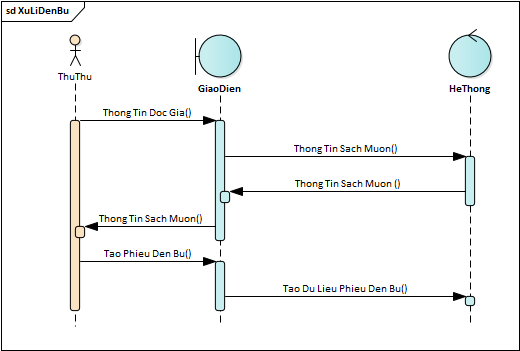 sd XuLiDenBu
ThuThu
GiaoDien
HeThong
Thong Tin Doc Gia()
Thong Tin Sach Muon()
Thong Tin Sach Muon ()
Thong Tin Sach Muon()
Tao Phieu Den Bu()
Tao Du Lieu Phieu Den Bu()